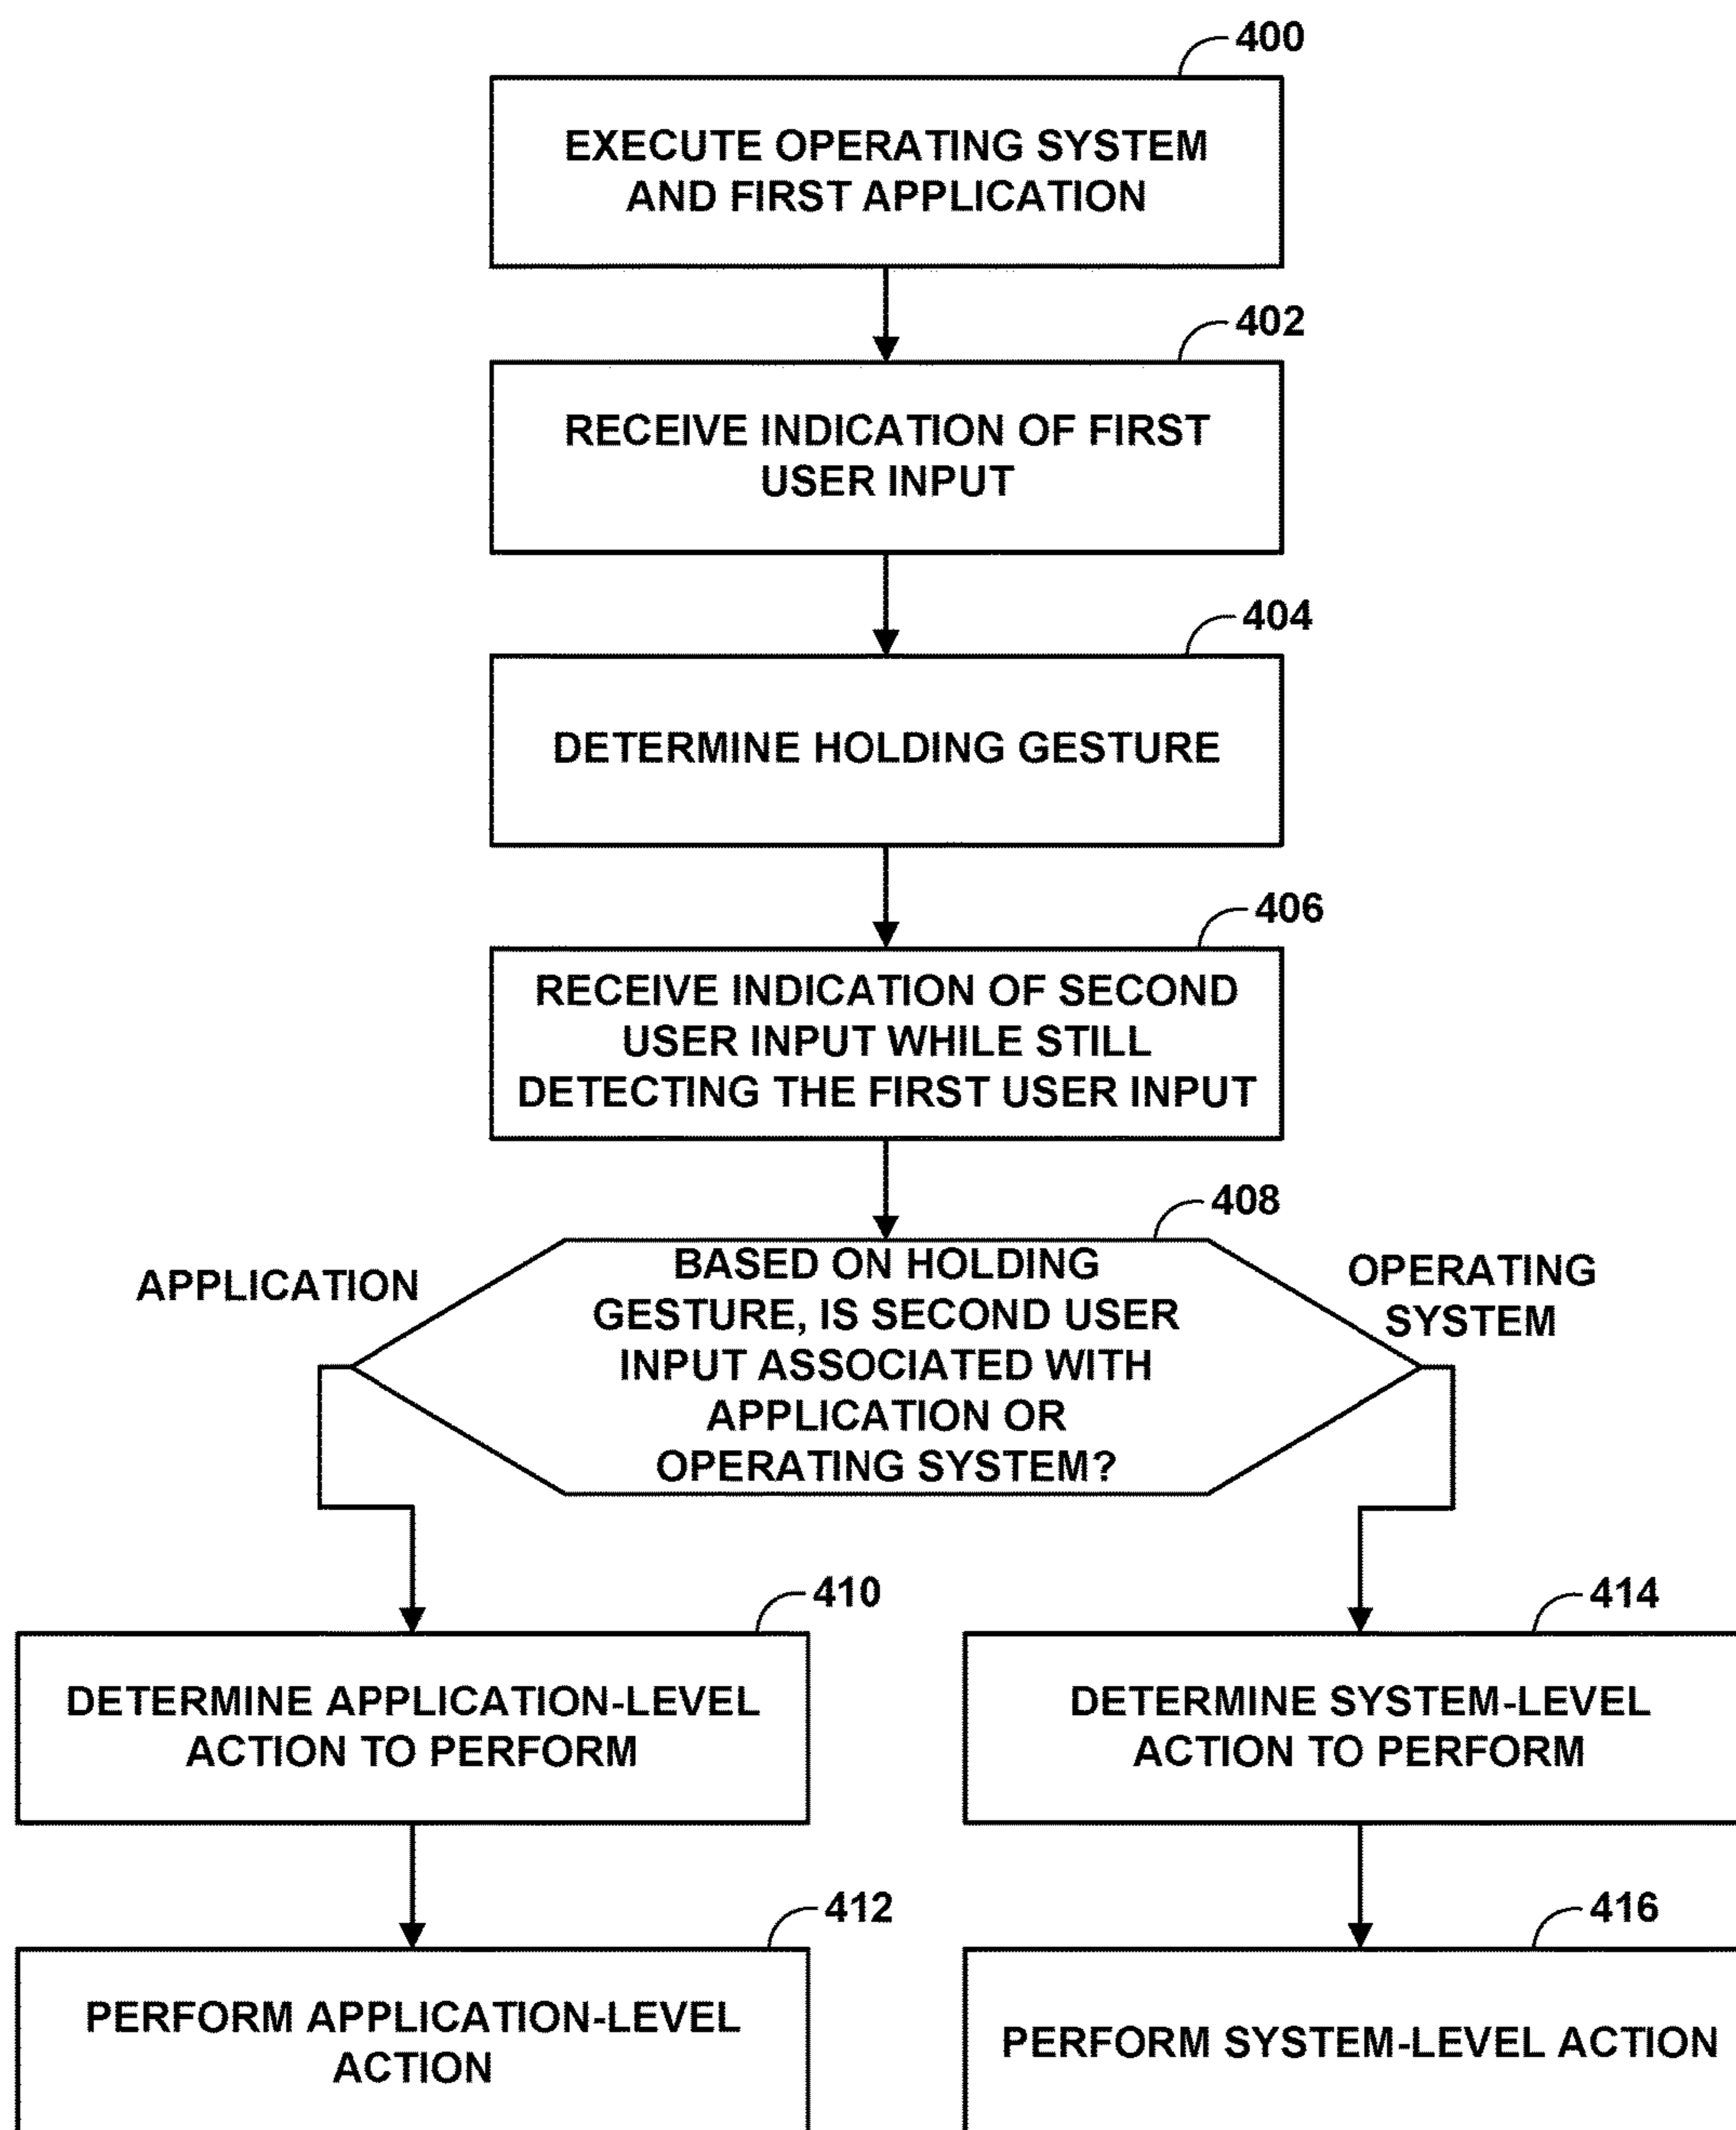 400
EXECUTE OPERATING SYSTEM
AND FIRST APPLICATION
402
RECEIVE INDICATION OF FIRST
USER INPUT
404
DETERMINE HOLDING GESTURE
406
RECEIVE INDICATION OF SECOND
USER INPUT WHILE STILL
DETECTING THE FIRST USER INPUT
408
BASED ON HOLDING
GESTURE, IS SECOND USER
INPUT ASSOCIATED WITH
APPLICATION OR
OPERATING SYSTEM?
APPLICATION
OPERATING
SYSTEM
410
DETERMINE APPLICATION-LEVEL
ACTION TO PERFORM
412
PERFORM APPLICATION-LEVEL
ACTION
414
DETERMINE SYSTEM-LEVEL
ACTION TO PERFORM
416
PERFORM SYSTEM-LEVEL ACTION